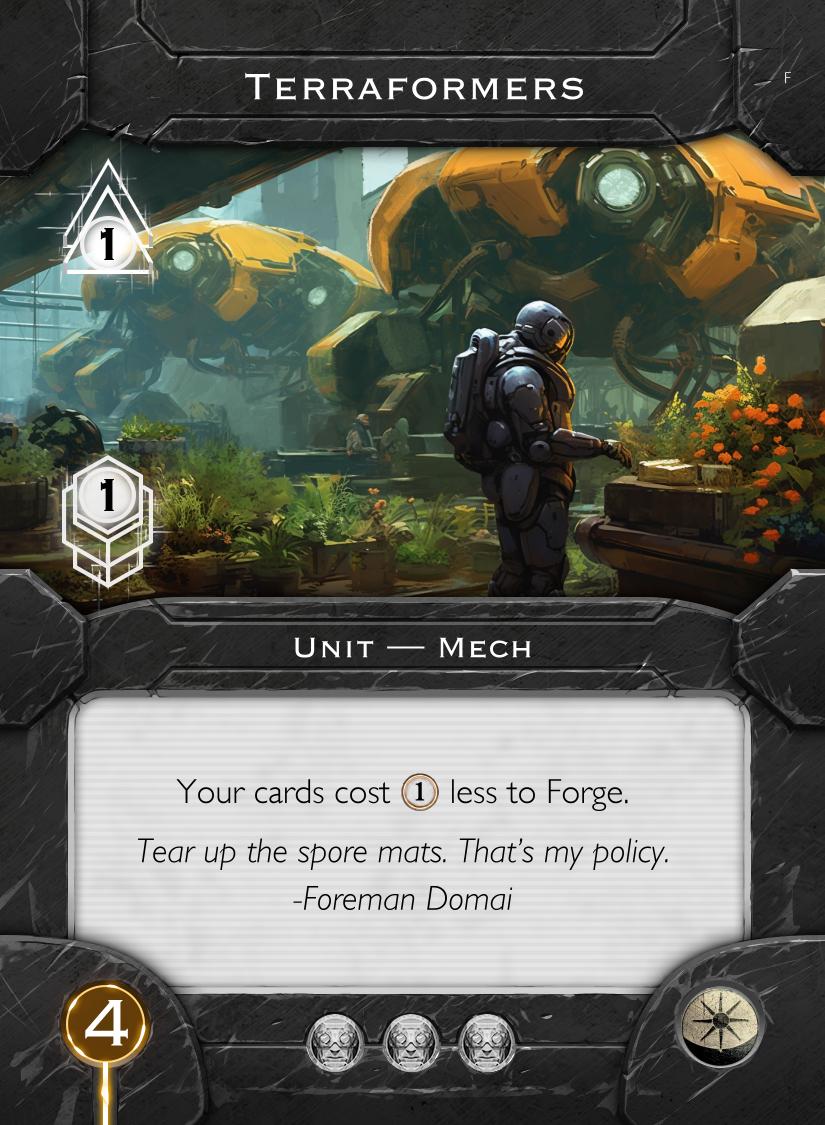 Terraformers
F
1
1
Unit — Mech
Your cards cost 1 less to Forge.
Tear up the spore mats. That's my policy.
-Foreman Domai
4